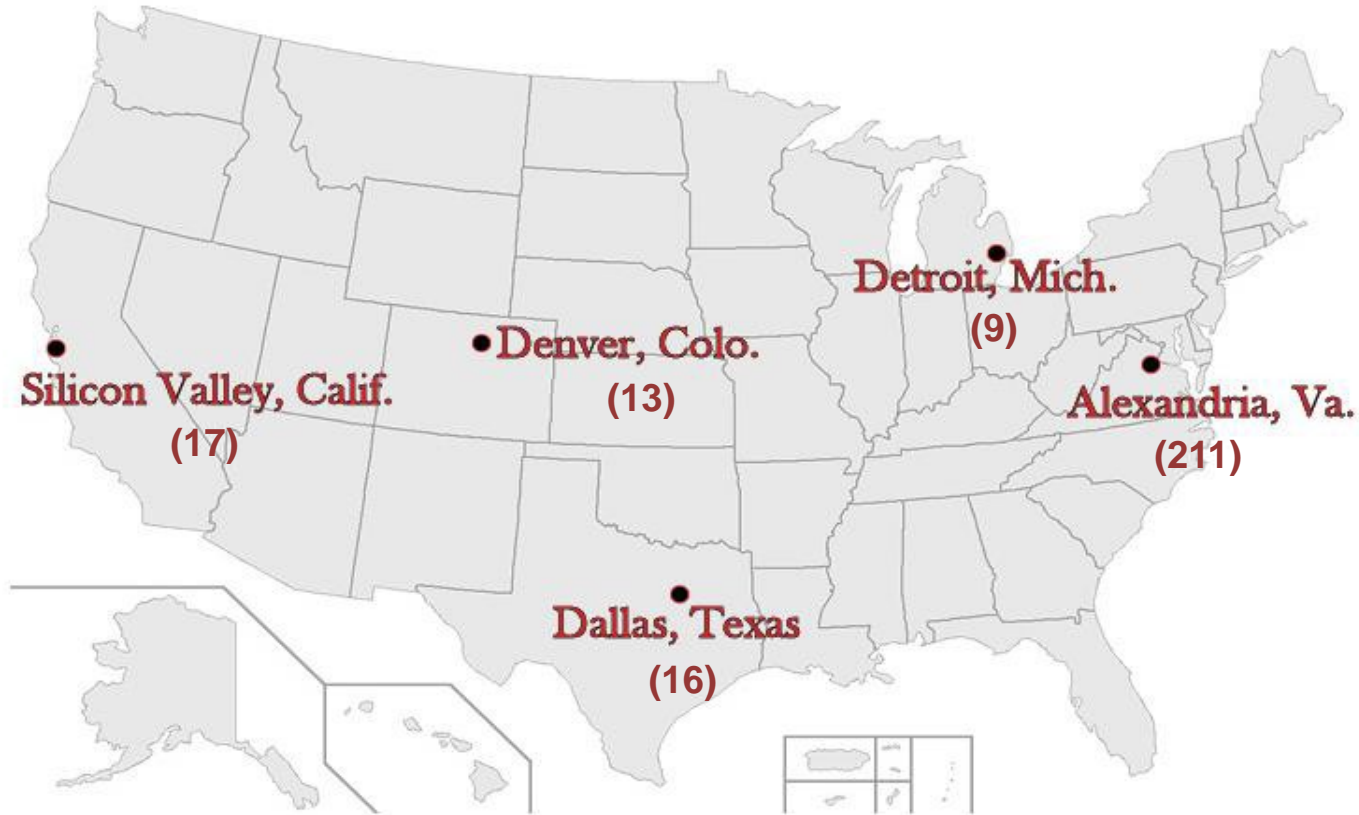 Detroit, Mich.
(9)
Denver, Colo.
(13)
Silicon Valley, Calif.
(17)
Alexandria, Va.
(211)
Dallas, Texas
(16)